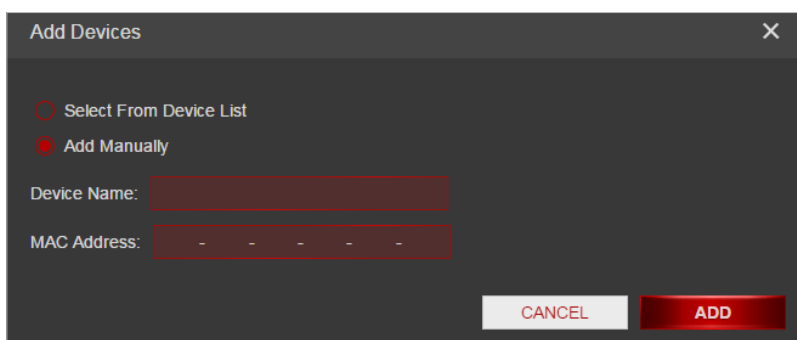 Add Devices ×
Select From Device List
Add Manually
Device Name:
MAC Address: - - - - -
CANCEL ADD